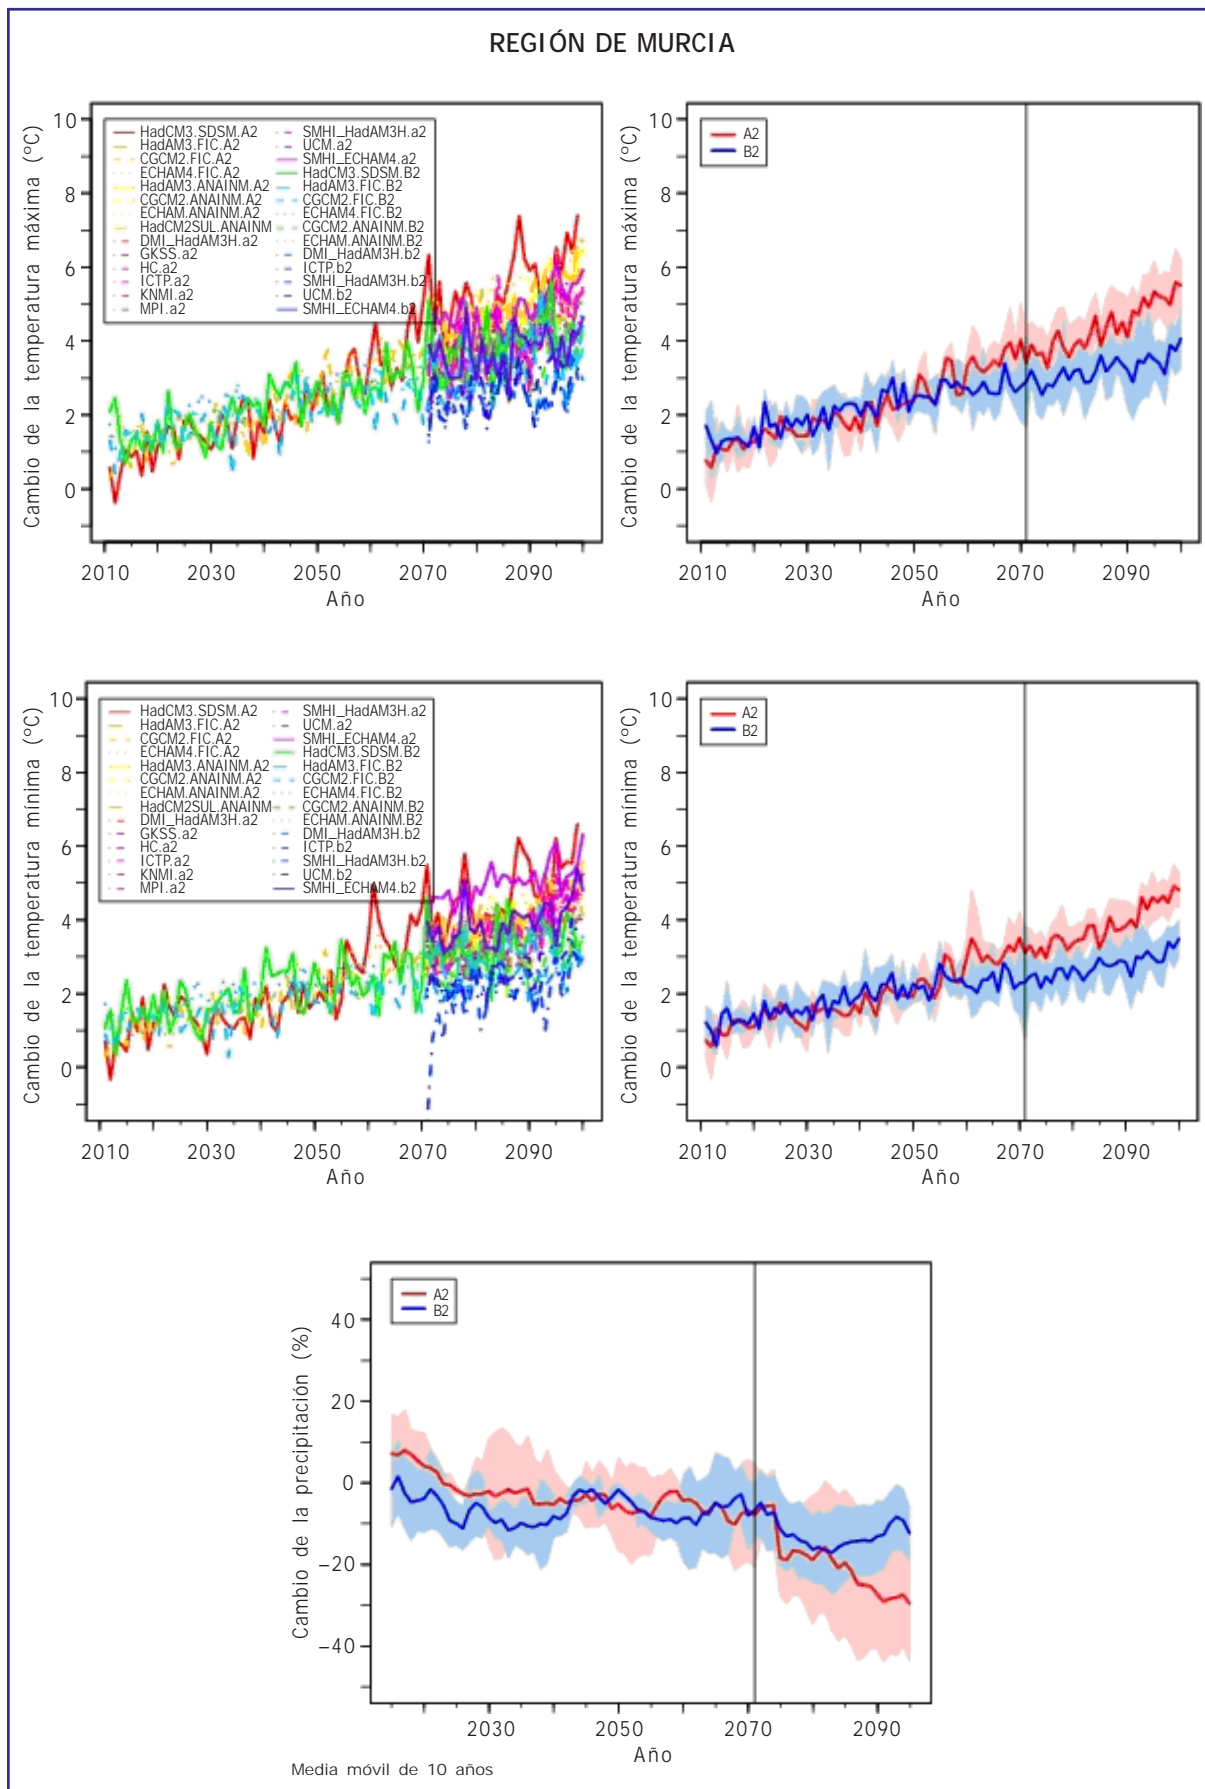 REGIÓN DE MURCIA
Cambio de la temperatura máxima (ºC)
10
8
6
4
2
0
HadCM3.SDSM.A2
HadAM3.FIC.A2
CGCM2.FIC.A2
ECHAM4.FIC.A2
HadAM3.ANAINM.A2
CGCM2.ANAINM.A2
ECHAM.ANAINM.A2
HadCM2SUL.ANAINM
DMI_HadAM3H.a2
GKSS.a2
HC.a2
ICTP.a2
KNMI.a2
MPI.a2
SMHI_HadAM3H.a2
UCM.a2
SMHI_ECHAM4.a2
HadCM3.SDSM.B2
HadAM3.FIC.B2
CGCM2.FIC.B2
ECHAM4.FIC.B2
CGCM2.ANAINM.B2
ECHAM.ANAINM.B2
DMI_HadAM3H.b2
ICTP.b2
SMHI_HadAM3H.b2
UCM.b2
SMHI_ECHAM4.b2
2010 2030 2050 2070 2090
Año
Cambio de la temperatura máxima (ºC)
10
8
6
4
2
0
A2
B2
2010 2030 2050 2070 2090
Año
Cambio de la temperatura mínima (ºC)
10
8
6
4
2
0
HadCM3.SDSM.A2
HadAM3.FIC.A2
CGCM2.FIC.A2
ECHAM4.FIC.A2
HadAM3.ANAINM.A2
CGCM2.ANAINM.A2
ECHAM.ANAINM.A2
HadCM2SUL.ANAINM
DMI_HadAM3H.a2
GKSS.a2
HC.a2
ICTP.a2
KNMI.a2
MPI.a2
SMHI_HadAM3H.a2
UCM.a2
SMHI_ECHAM4.a2
HadCM3.SDSM.B2
HadAM3.FIC.B2
CGCM2.FIC.B2
ECHAM4.FIC.B2
CGCM2.ANAINM.B2
ECHAM.ANAINM.B2
DMI_HadAM3H.b2
ICTP.b2
SMHI_HadAM3H.b2
UCM.b2
SMHI_ECHAM4.b2
2010 2030 2050 2070 2090
Año
Cambio de la temperatura mínima (ºC)
10
8
6
4
2
0
A2
B2
2010 2030 2050 2070 2090
Año
Cambio de la precipitación (%)
40
20
0
−20
−40
A2
B2
2030 2050 2070 2090
Año
Media móvil de 10 años